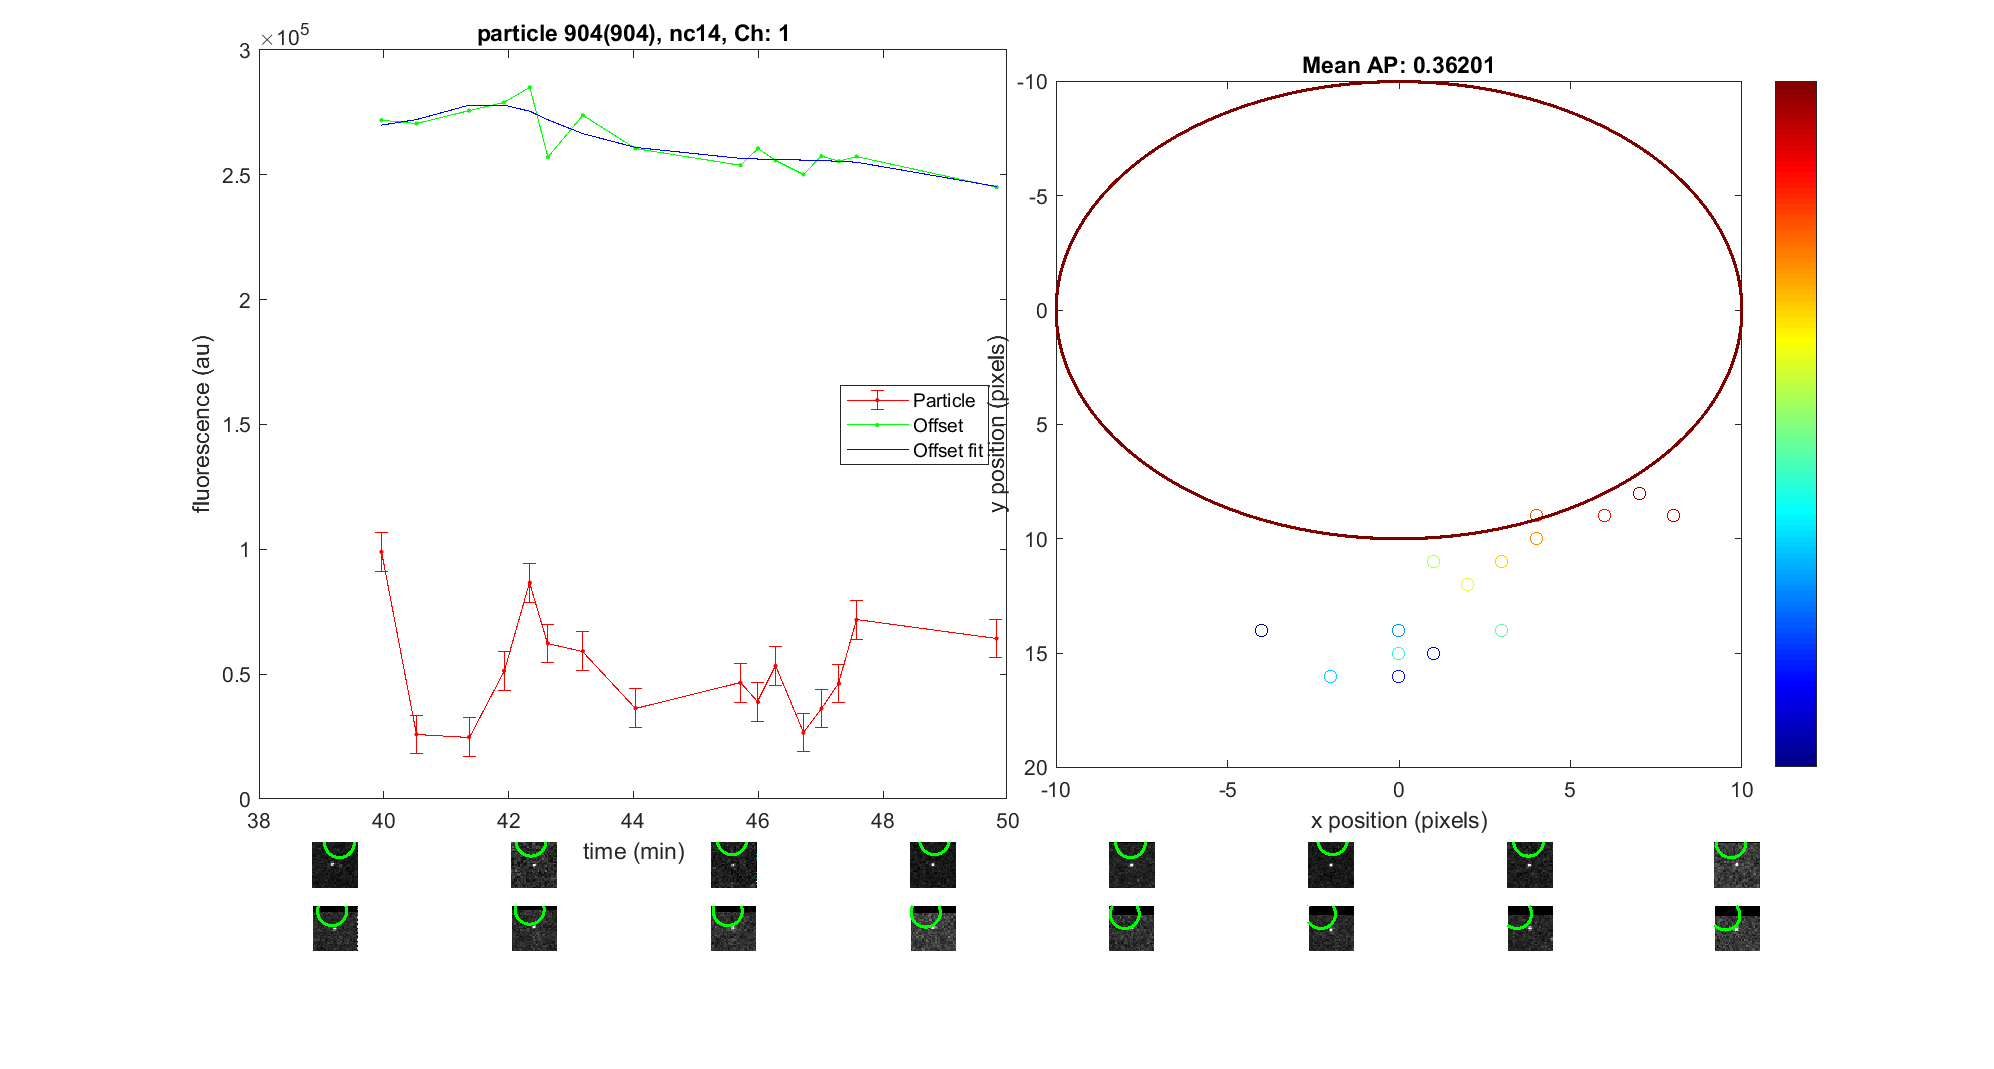 particle 904(904), nc14, Ch: 1
×10^5
3
2.5
2
1.5
1
0.5
0
38 40 42 44 46 48 50
fluorescence (au)
time (min)
Particle
Offset
Offset fit
Mean AP: 0.36201
-10
-5
0
5
10
15
20
-10 -5 0 5 10
y position (pixels)
x position (pixels)